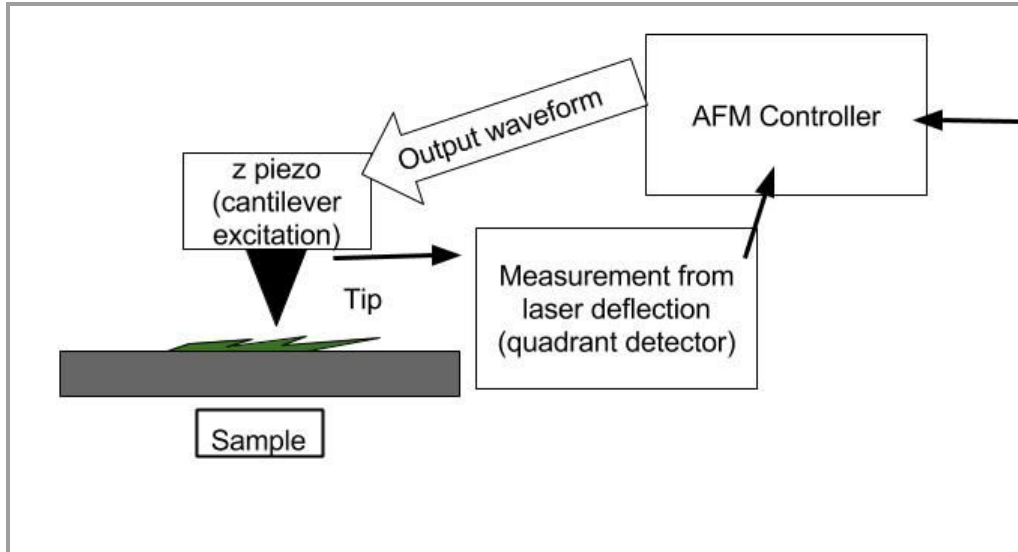 AFM Controller
Output waveform
z piezo
(cantilever
excitation)
Measurement from
laser deflection
(quadrant detector)
Tip
Sample